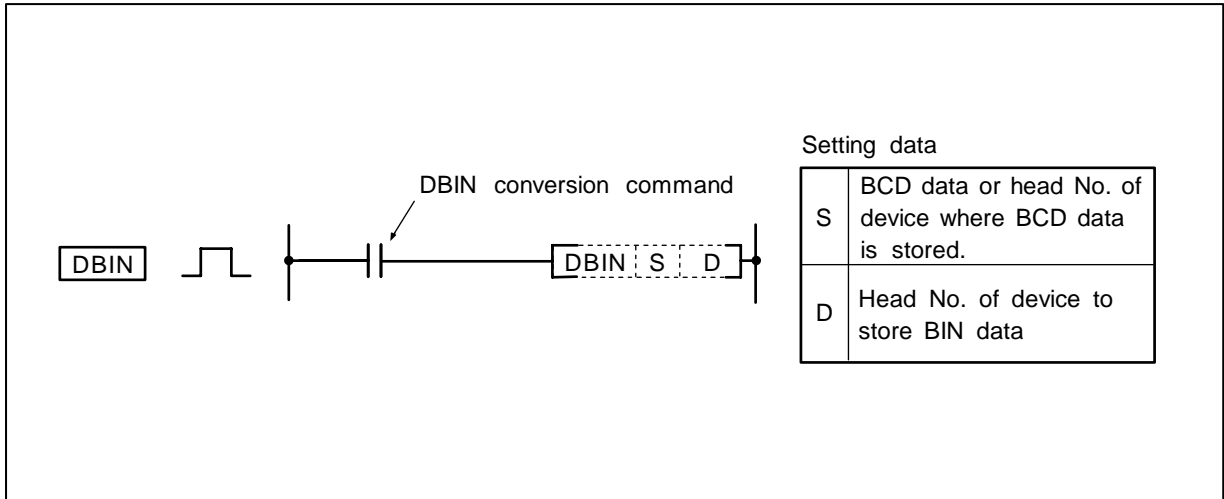 DBIN
DBIN conversion command
DBIN S D
Setting data
S BCD data or head No. of
device where BCD data
is stored.
D Head No. of device to
store BIN data